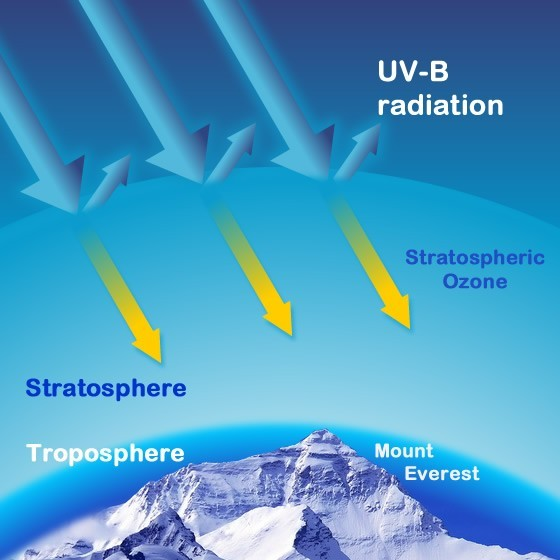 UV-B
radiation
Stratospheric
Ozone
Stratosphere
Troposphere
Mount
Everest